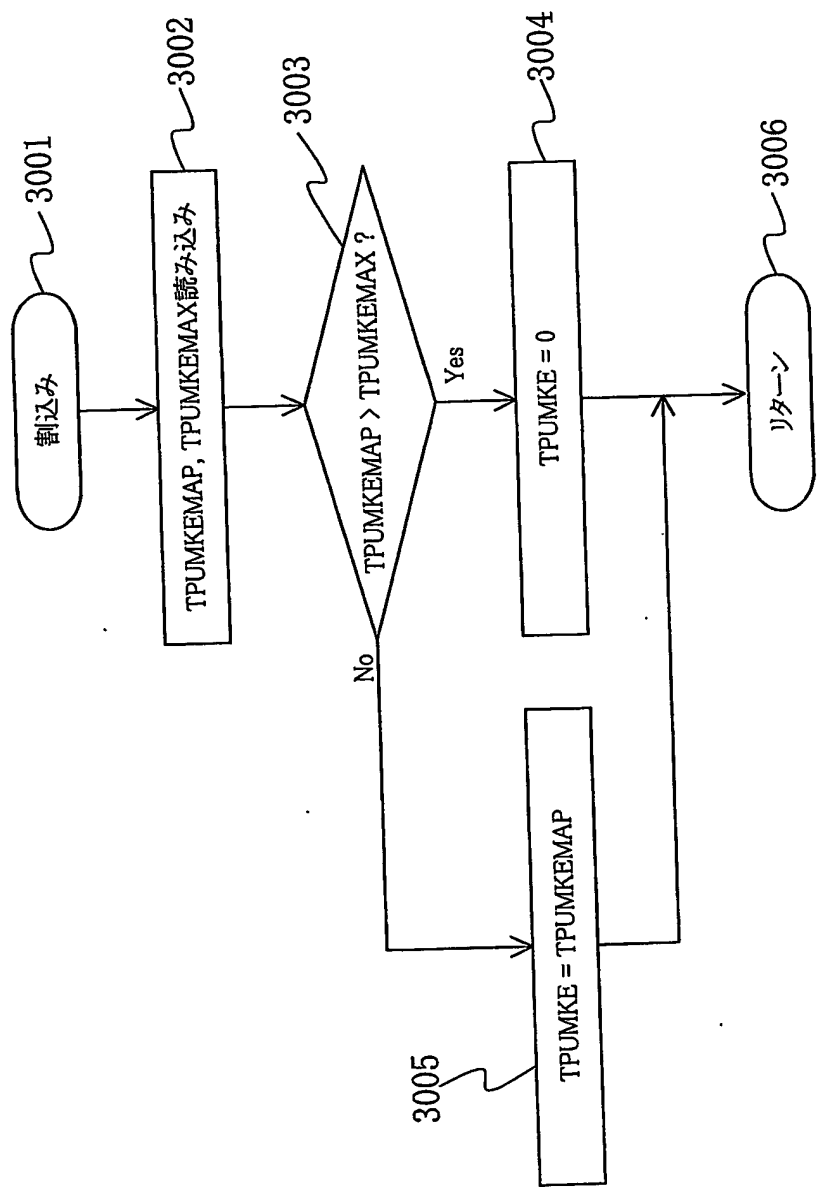 割込み
3001
TPUMKEMAP, TPUMKEMAX読み込み
3002
TPUMKEMAP > TPUMKEMAX ?
3003
No
Yes
TPUMKE = 0
3004
TPUMKE = TPUMKEMAP
3005
リターン
3006